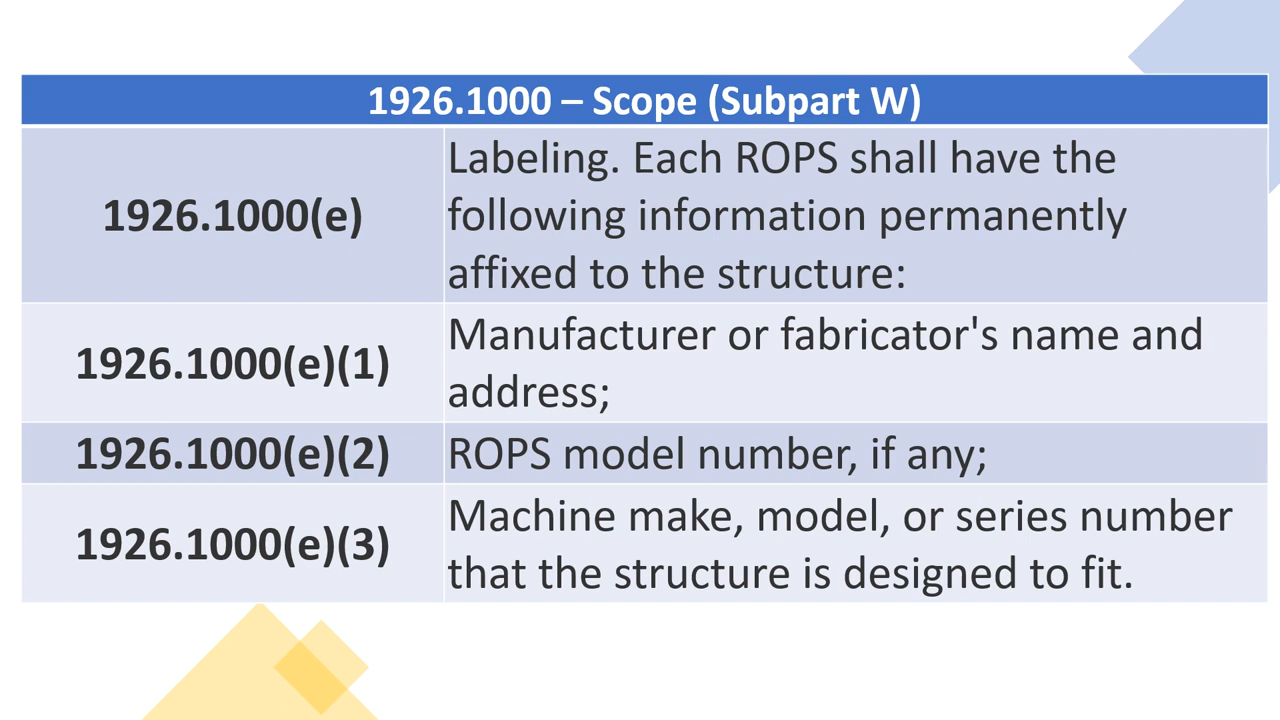 1926.1000 – Scope (Subpart W)
1926.1000(e)
Labeling. Each ROPS shall have the
following information permanently
affixed to the structure:
1926.1000(e)(1)
Manufacturer or fabricator's name and
address;
1926.1000(e)(2)
ROPS model number, if any;
1926.1000(e)(3)
Machine make, model, or series number
that the structure is designed to fit.